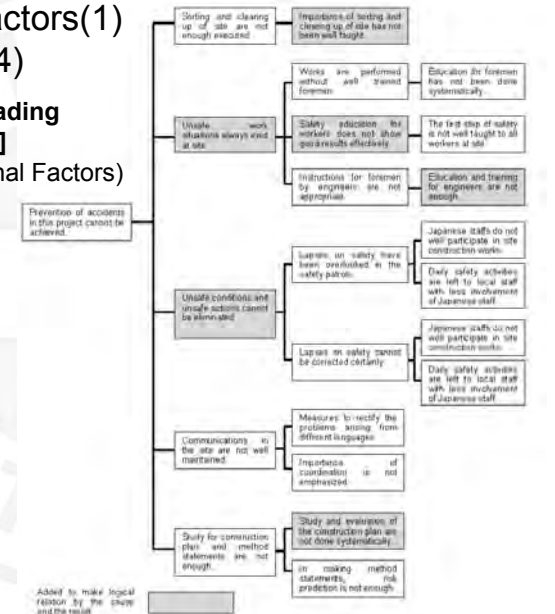 actors(1)
4)
ading
]
nal Factors)
Prevention of accidents
in this project cannot be
achieved.
Sorting and clearing
up of site are not
enough executed.
Importance of sorting and
clearing up of site has not
been well taught.
Unsafe work
situations always exist
at site.
Works are performed
without well trained
foremen.
Education for foremen
has not been done
systematically.
Safety education for
workers does not show
good results effectively.
The first step of safety
is not well taught to all
workers at site.
Instructions for foremen
by engineers are not
appropriate.
Education and training
for engineers are not
enough.
Unsafe conditions and
unsafe actions cannot
be eliminated.
Lapses on safety have
been overlooked in the
safety patrols.
Japanese staffs do not
well participate in site
construction works.
Daily safety activities
are left to local staff
with less involvement
of Japanese staff.
Lapses on safety cannot
be corrected certainly.
Japanese staffs do not
well participate in site
construction works.
Daily safety activities
are left to local staff
with less involvement
of Japanese staff.
Communications in
the site are not well
maintained.
Measures to rectify the
problems arising from
different languages.
Importance of
coordination is not
emphasized.
Study for construction
plan and method
statements are not
enough.
Study and evaluation of
the construction plan are
not done systematically.
In making method
statements, risk
prediction is not enough.
Added to make logical
relation by the cause
and the result